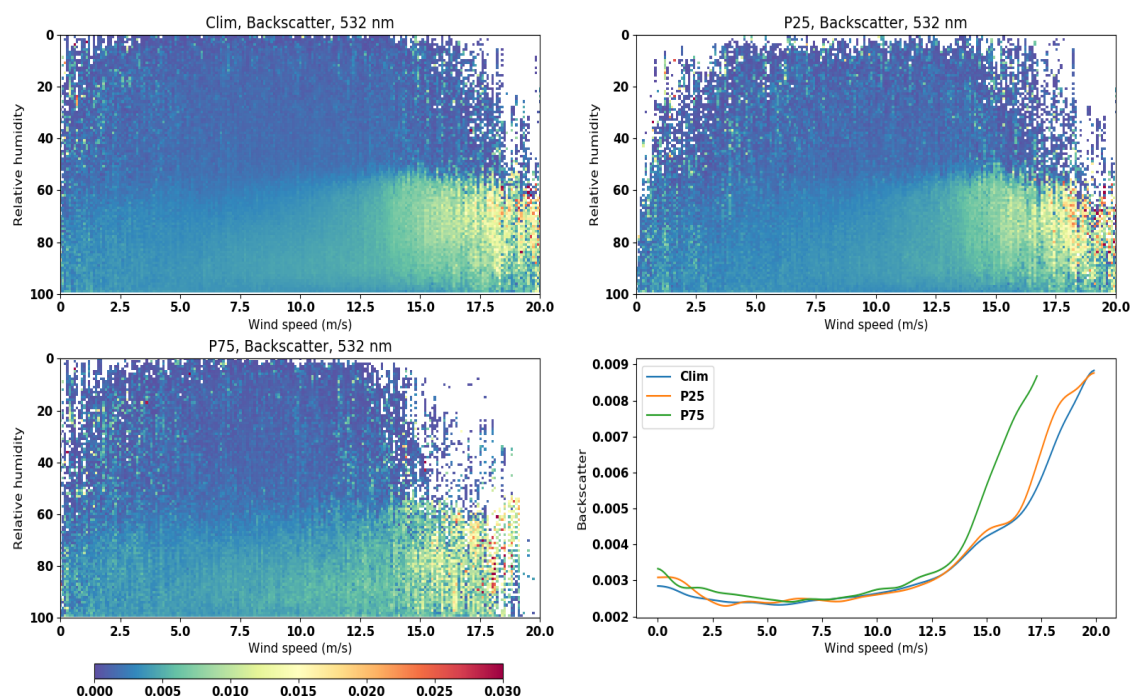 Clim, Backscatter, 532 nm
0
20
40
60
80
100
Relative humidity
0 2.5 5.0 7.5 10.0 12.5 15.0 17.5 20.0
Wind speed (m/s)
P25, Backscatter, 532 nm
0
20
40
60
80
100
Relative humidity
0 2.5 5.0 7.5 10.0 12.5 15.0 17.5 20.0
Wind speed (m/s)
P75, Backscatter, 532 nm
0
20
40
60
80
100
Relative humidity
0 2.5 5.0 7.5 10.0 12.5 15.0 17.5 20.0
Wind speed (m/s)
0.000 0.005 0.010 0.015 0.020 0.025 0.030
0.009
0.008
0.007
0.006
0.005
0.004
0.003
0.002
Backscatter
Clim
P25
P75
0.0 2.5 5.0 7.5 10.0 12.5 15.0 17.5 20.0
Wind speed (m/s)